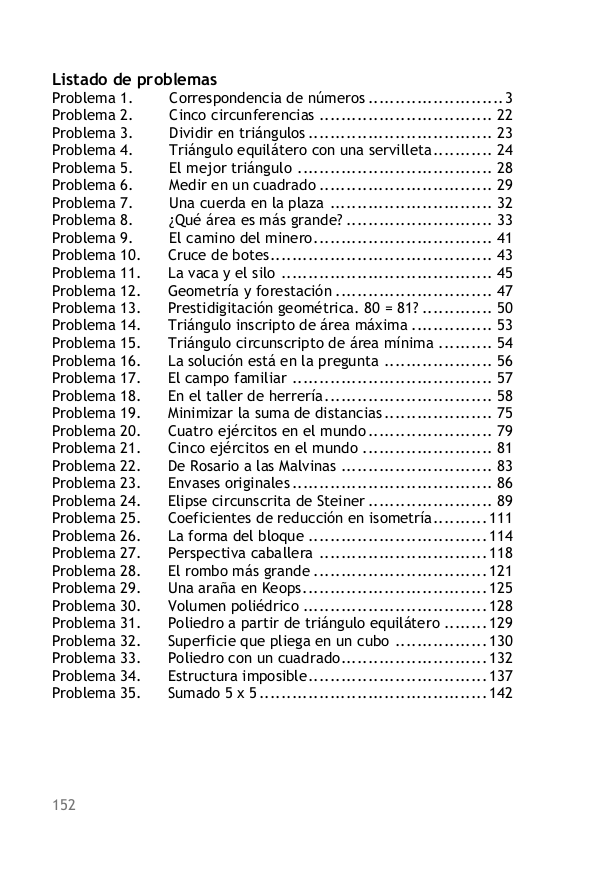 Listado de problemas
Problema 1. Correspondencia de números.........................3
Problema 2. Cinco circunferencias ................................ 22
Problema 3. Dividir en triángulos .................................. 23
Problema 4. Triángulo equilátero con una servilleta........... 24
Problema 5. El mejor triángulo .................................... 28
Problema 6. Medir en un cuadrado ................................ 29
Problema 7. Una cuerda en la plaza .............................. 32
Problema 8. ¿Qué área es más grande? ........................... 33
Problema 9. El camino del minero................................. 41
Problema 10. Cruce de botes......................................... 43
Problema 11. La vaca y el silo ....................................... 45
Problema 12. Geometría y forestación ............................. 47
Problema 13. Prestidigitación geométrica. 80 = 81? ............. 50
Problema 14. Triángulo inscripto de área máxima ............... 53
Problema 15. Triángulo circunscripto de área mínima .......... 54
Problema 16. La solución está en la pregunta .................... 56
Problema 17. El campo familiar ..................................... 57
Problema 18. En el taller de herrería............................... 58
Problema 19. Minimizar la suma de distancias.................... 75
Problema 20. Cuatro ejércitos en el mundo....................... 79
Problema 21. Cinco ejércitos en el mundo ........................ 81
Problema 22. De Rosario a las Malvinas ............................ 83
Problema 23. Envases originales..................................... 86
Problema 24. Elipse circunscrita de Steiner ....................... 89
Problema 25. Coeficientes de reducción en isometría..........111
Problema 26. La forma del bloque .................................114
Problema 27. Perspectiva caballera ...............................118
Problema 28. El rombo más grande ................................121
Problema 29. Una araña en Keops..................................125
Problema 30. Volumen poliédrico ..................................128
Problema 31. Poliedro a partir de triángulo equilátero ........129
Problema 32. Superficie que pliega en un cubo .................130
Problema 33. Poliedro con un cuadrado...........................132
Problema 34. Estructura imposible.................................137
Problema 35. Sumado 5 x 5..........................................142
152